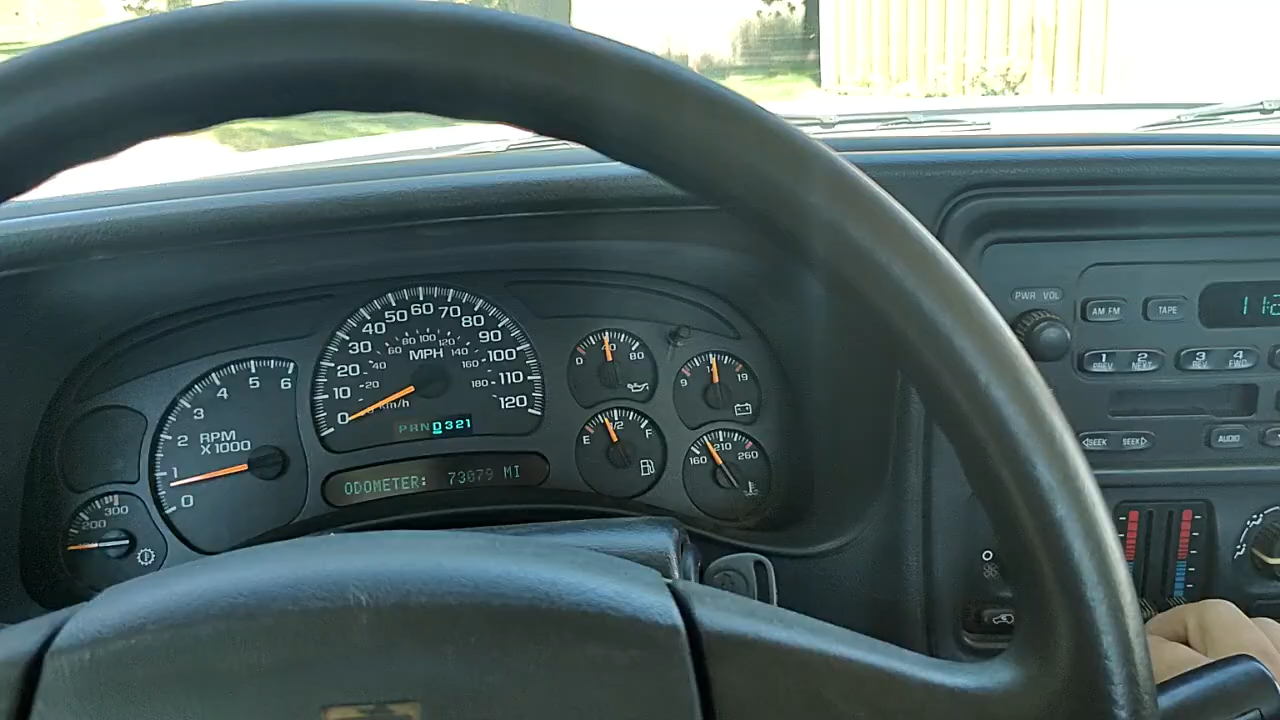 PWR VOL
AM FM
TAPE
1 2
PREV NEXT
3 4
REV FWD
SEEK SEEK
AUDIO
0 10 20 30 40 50 60 70 80 90 100 110 120
20 40 60 80 100 120 140 160 180
MPH
km/h
PRND321
ODOMETER: 73079 MI
0 1 2 3 4 5 6
RPM
X1000
200 300
0 40 80
9 19
E 1/2 F
160 210 260